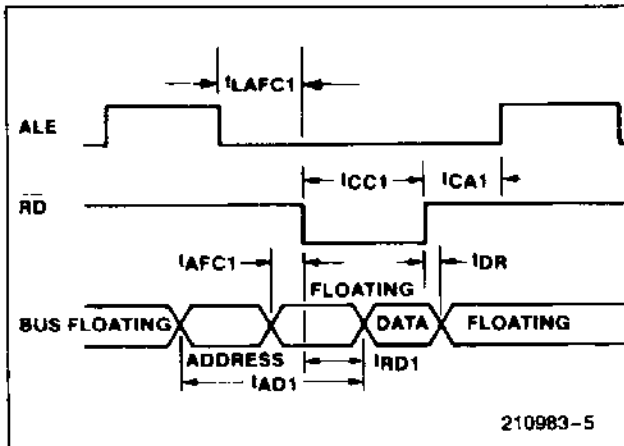 tLAFC1
ALE
tCC1 tCA1
RD
tAFC1 tDR
FLOATING
BUS FLOATING DATA FLOATING
ADDRESS tRD1
tAD1
210983-5